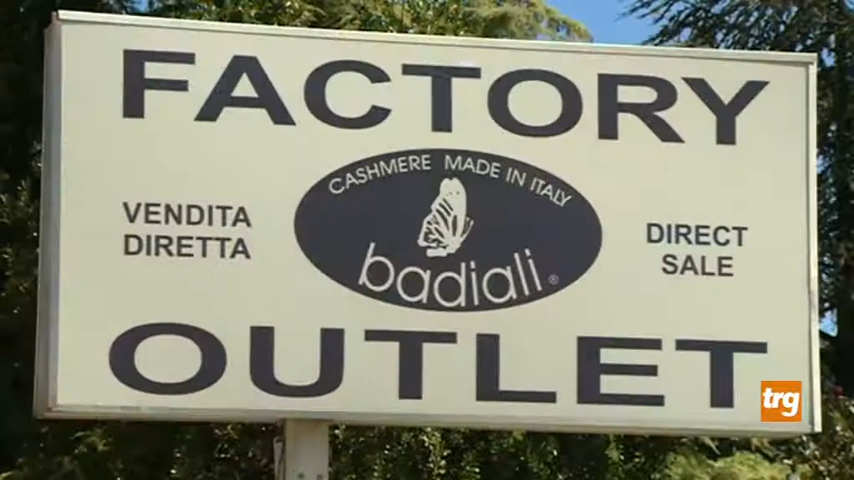 FACTORY
CASHMERE MADE IN ITALY
VENDITA
DIRETTA
badiali®
DIRECT
SALE
OUTLET
trg